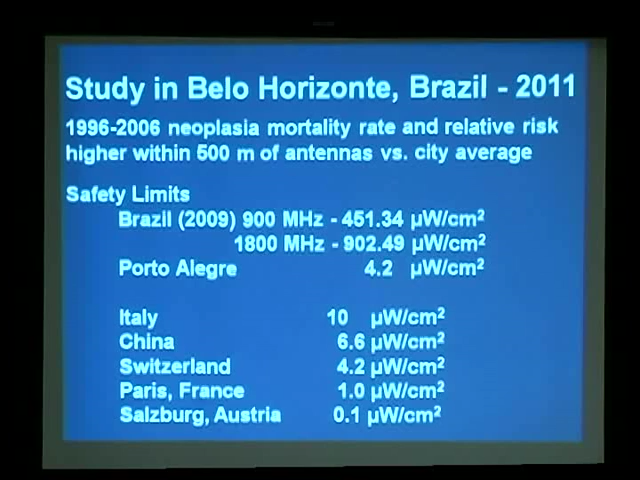 Study in Belo Horizonte, Brazil - 2011
1996-2006 neoplasia mortality rate and relative risk
higher within 500 m of antennas vs. city average
Safety Limits
Brazil (2009) 900 MHz - 451.34 µW/cm²
1800 MHz - 902.49 µW/cm²
Porto Alegre 4.2 µW/cm²
Italy 10 µW/cm²
China 6.6 µW/cm²
Switzerland 4.2 µW/cm²
Paris, France 1.0 µW/cm²
Salzburg, Austria 0.1 µW/cm²